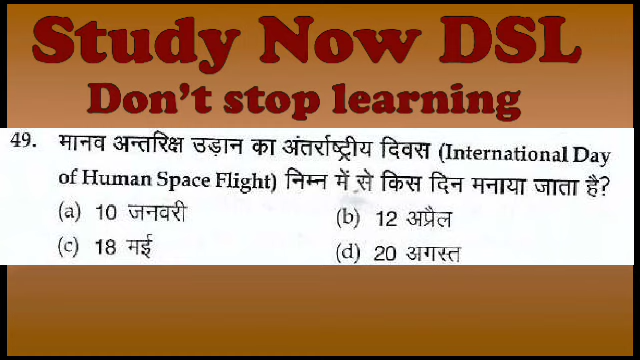 Study Now DSL
Don't stop learning
49. मानव अन्तरिक्ष उड़ान का अंतर्राष्ट्रीय दिवस (International Day
of Human Space Flight) निम्न में से किस दिन मनाया जाता है?
(a) 10 जनवरी (b) 12 अप्रैल
(c) 18 मई (d) 20 अगस्त